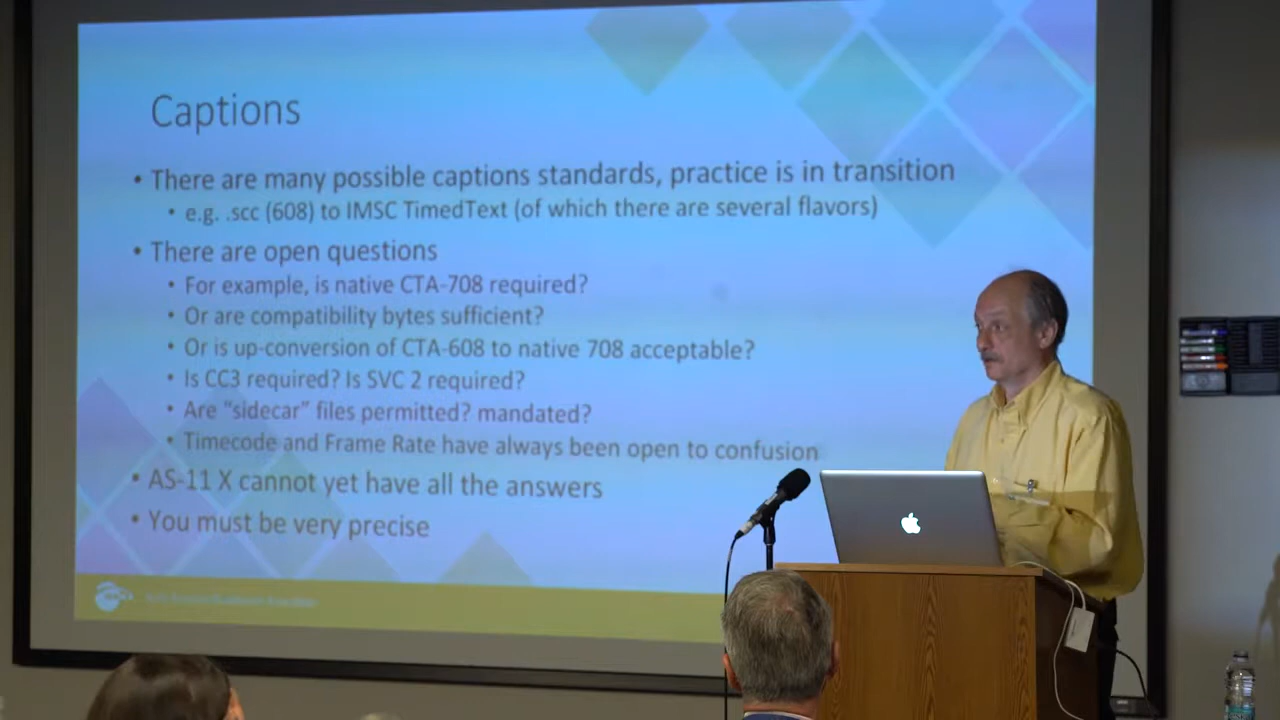 Captions
• There are many possible captions standards, practice is in transition
• e.g. .scc (608) to IMSC TimedText (of which there are several flavors)
• There are open questions
• For example, is native CTA-708 required?
• Or are compatibility bytes sufficient?
• Or is up-conversion of CTA-608 to native 708 acceptable?
• Is CC3 required? Is SVC 2 required?
• Are “sidecar” files permitted? mandated?
• Timecode and Frame Rate have always been open to confusion
• AS-11 X cannot yet have all the answers
• You must be very precise